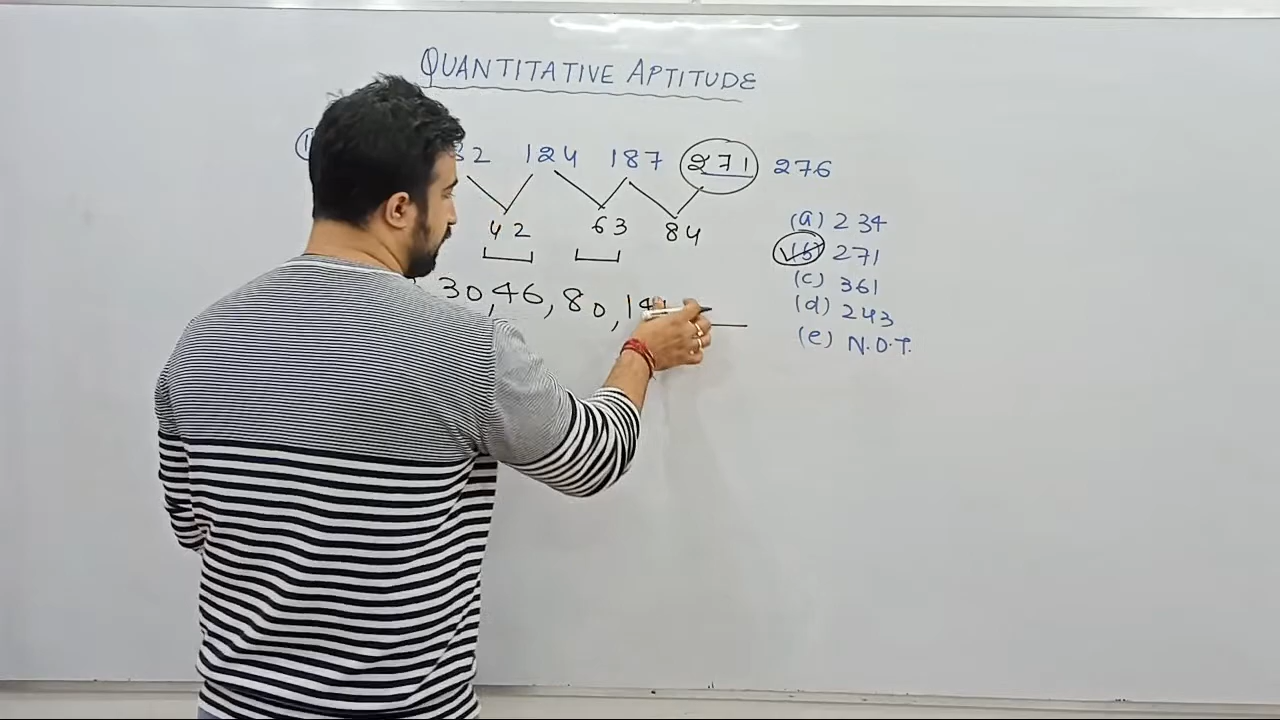 QUANTITATIVE APTITUDE
124 187 271 276
42 63 84
(a) 234
(b) 271
(c) 361
(d) 243
(e) N.O.T.
30, 46, 80,